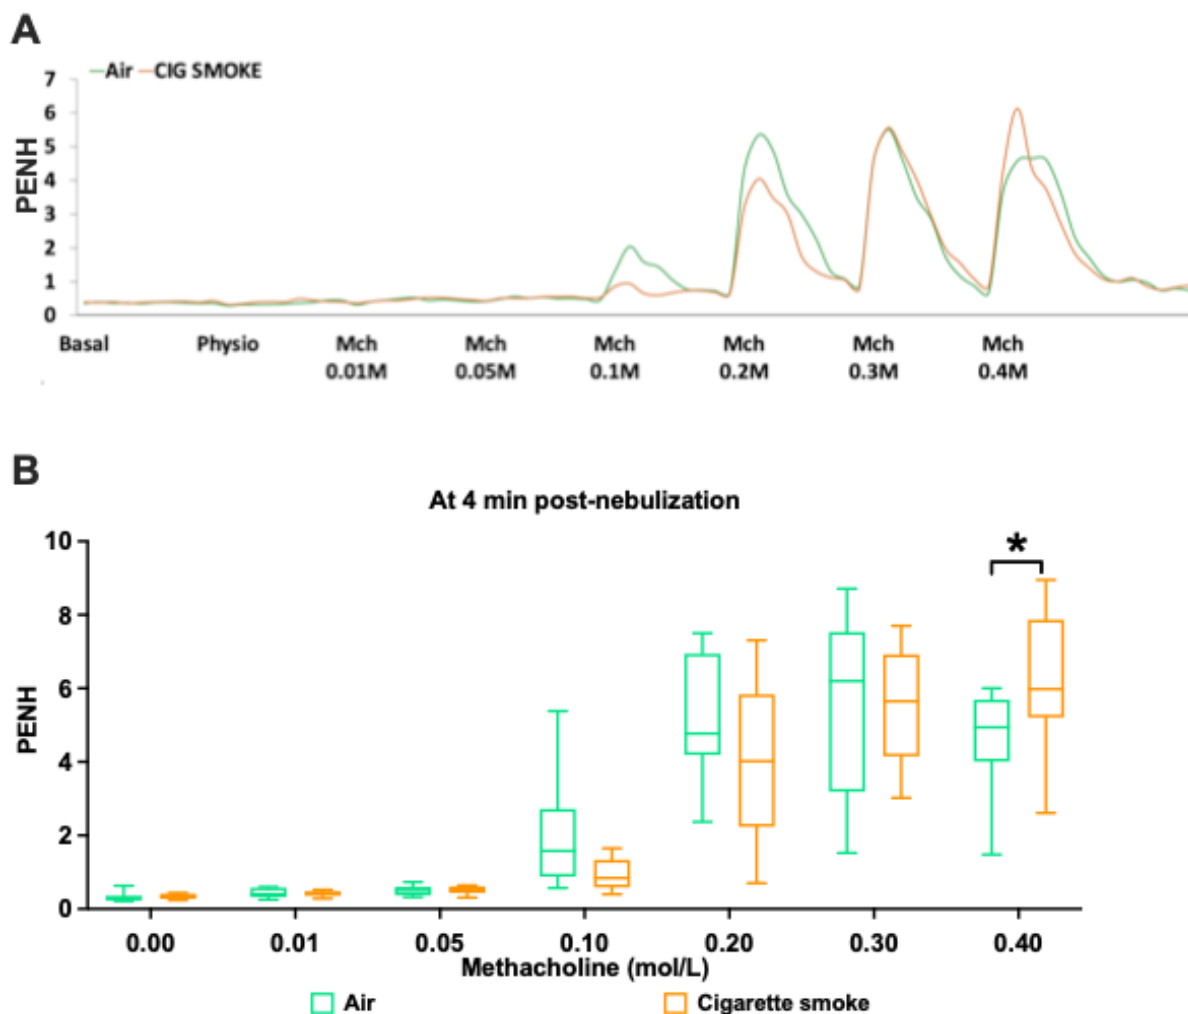 A
Air CIG SMOKE
7
6
5
4
3
2
1
0
PENH
Basal Physio Mch 0.01M Mch 0.05M Mch 0.1M Mch 0.2M Mch 0.3M Mch 0.4M
B
At 4 min post-nebulization
10
8
6
4
2
0
PENH
*
0.00 0.01 0.05 0.10 0.20 0.30 0.40
Methacholine (mol/L)
Air Cigarette smoke